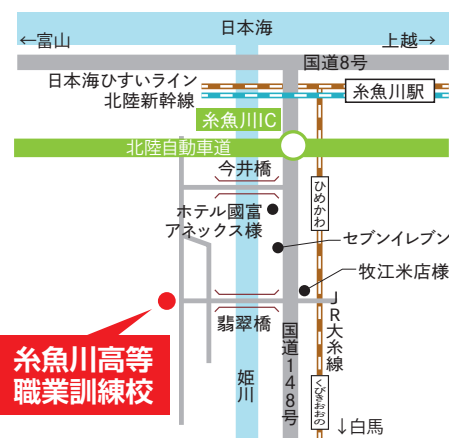 日本海
←富山
上越→
国道8号
日本海ひすいライン
北陸新幹線
糸魚川駅
糸魚川IC
北陸自動車道
今井橋
ひめかわ
ホテル國富
アネックス様
セブンイレブン
牧江米店様
翡翠橋
JR大糸線
国道148号
姫川
糸魚川高等
職業訓練校
くびきおおの
↓白馬